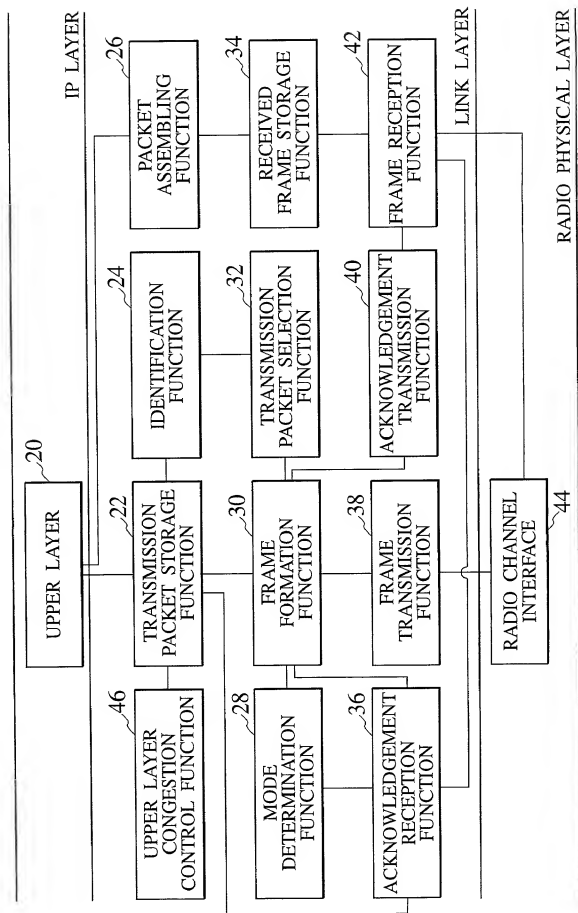 IP LAYER
20
UPPER LAYER
46
UPPER LAYER
CONGESTION
CONTROL FUNCTION
22
TRANSMISSION
PACKET STORAGE
FUNCTION
24
IDENTIFICATION
FUNCTION
26
PACKET
ASSEMBLING
FUNCTION
28
MODE
DETERMINATION
FUNCTION
30
FRAME
FORMATION
FUNCTION
32
TRANSMISSION
PACKET SELECTION
FUNCTION
34
RECEIVED
FRAME STORAGE
FUNCTION
36
ACKNOWLEDGEMENT
RECEPTION
FUNCTION
38
FRAME
TRANSMISSION
FUNCTION
40
ACKNOWLEDGEMENT
TRANSMISSION
FUNCTION
42
FRAME RECEPTION
FUNCTION
LINK LAYER
RADIO CHANNEL
INTERFACE
44
RADIO PHYSICAL LAYER